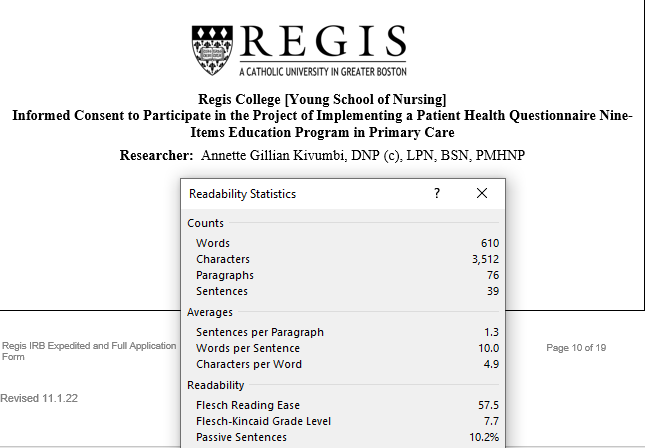 REGIS
A CATHOLIC UNIVERSITY IN GREATER BOSTON
Regis College [Young School of Nursing]
Informed Consent to Participate in the Project of Implementing a Patient Health Questionnaire Nine-
Items Education Program in Primary Care
Researcher: Annette Gillian Kivumbi, DNP (c), LPN, BSN, PMHNP
Readability Statistics ? ×
Counts
Words 610
Characters 3,512
Paragraphs 76
Sentences 39
Averages
Sentences per Paragraph 1.3
Words per Sentence 10.0
Characters per Word 4.9
Readability
Flesch Reading Ease 57.5
Flesch-Kincaid Grade Level 7.7
Passive Sentences 10.2%
Regis IRB Expedited and Full Application
Form
Page 10 of 19
Revised 11.1.22